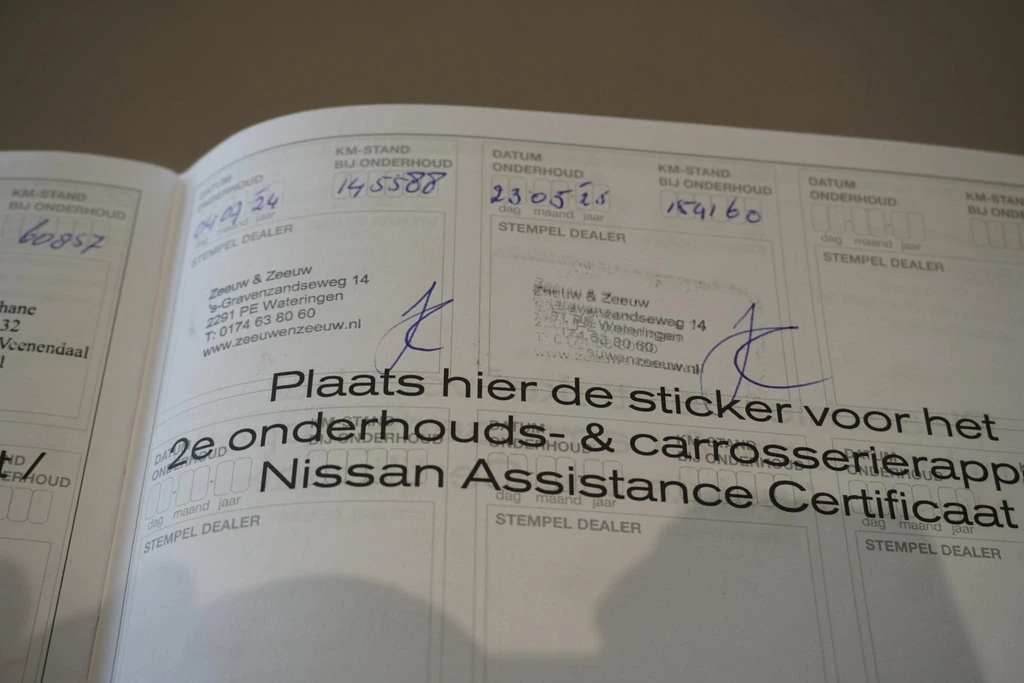 KM-STAND
BIJ ONDERHOUD
60857
hane
32
Veenendaal
l
DATUM
ONDERHOUD
KM-STAND
BIJ ONDERHOUD
04 09 24
145588
dag maand jaar
STEMPEL DEALER
Zeeuw & Zeeuw
's-Gravenzandseweg 14
2291 PE Wateringen
T: 0174 63 80 60
www.zeeuwenzeeuw.nl
DATUM
ONDERHOUD
KM-STAND
BIJ ONDERHOUD
23 05 25
154160
dag maand jaar
STEMPEL DEALER
Zeeuw & Zeeuw
's-Gravenzandseweg 14
2291 PE Wateringen
T: 0174 63 80 60
www.zeeuwenzeeuw.nl
DATUM
ONDERHOUD
KM-STAN
BIJ ONDE
dag maand jaar
STEMPEL DEALER
Plaats hier de sticker voor het
2e onderhouds- & carrosserierapp
Nissan Assistance Certificaat
dag maand jaar
STEMPEL DEALER
dag maand jaar
STEMPEL DEALER
dag maand jaar
STEMPEL DEALER